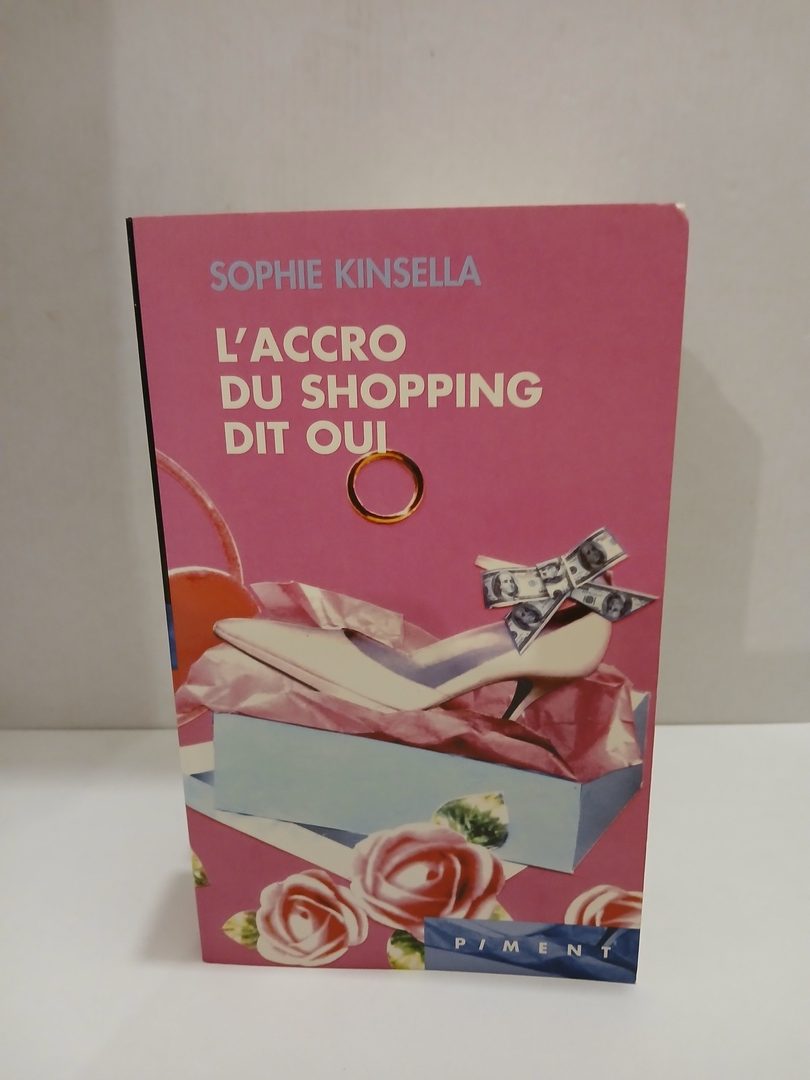 SOPHIE KINSELLA
L'ACCRO
DU SHOPPING
DIT OUI
PIMENT